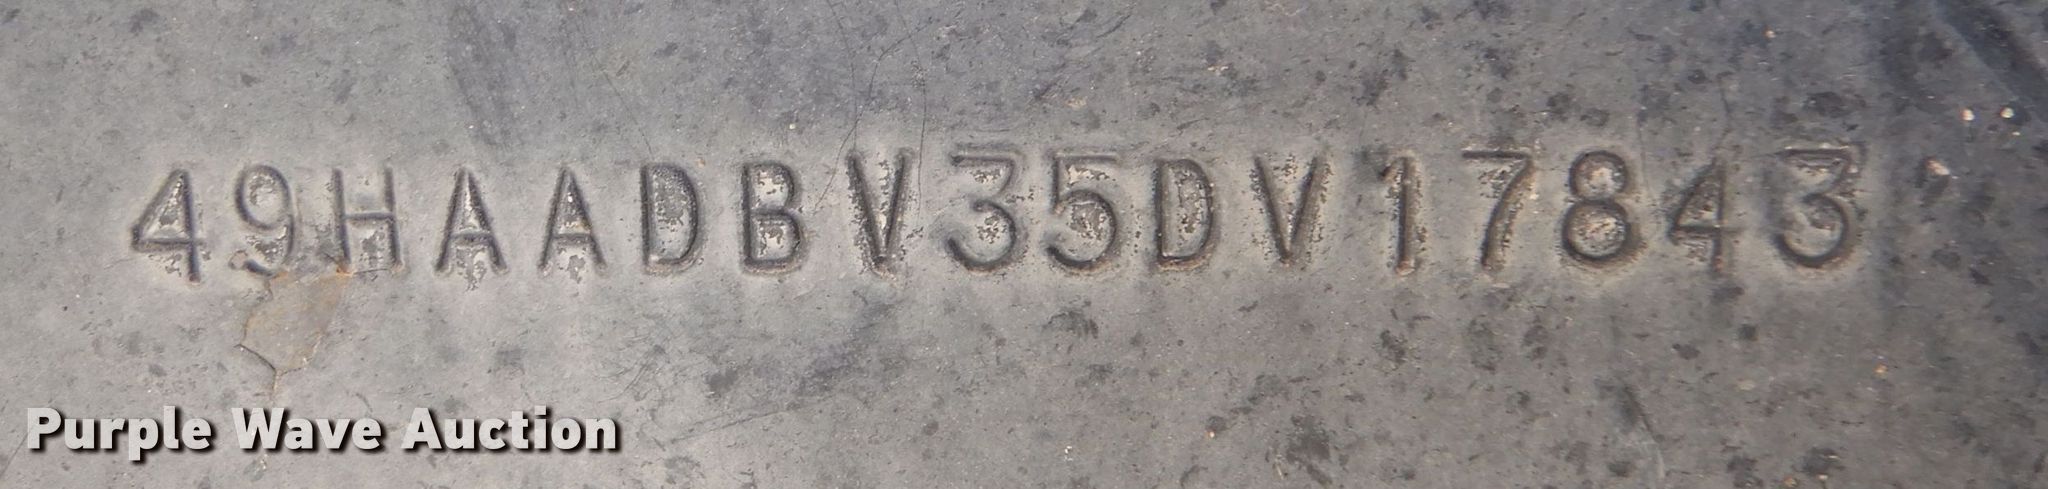 49HAADBV35DV17843
Purple Wave Auction